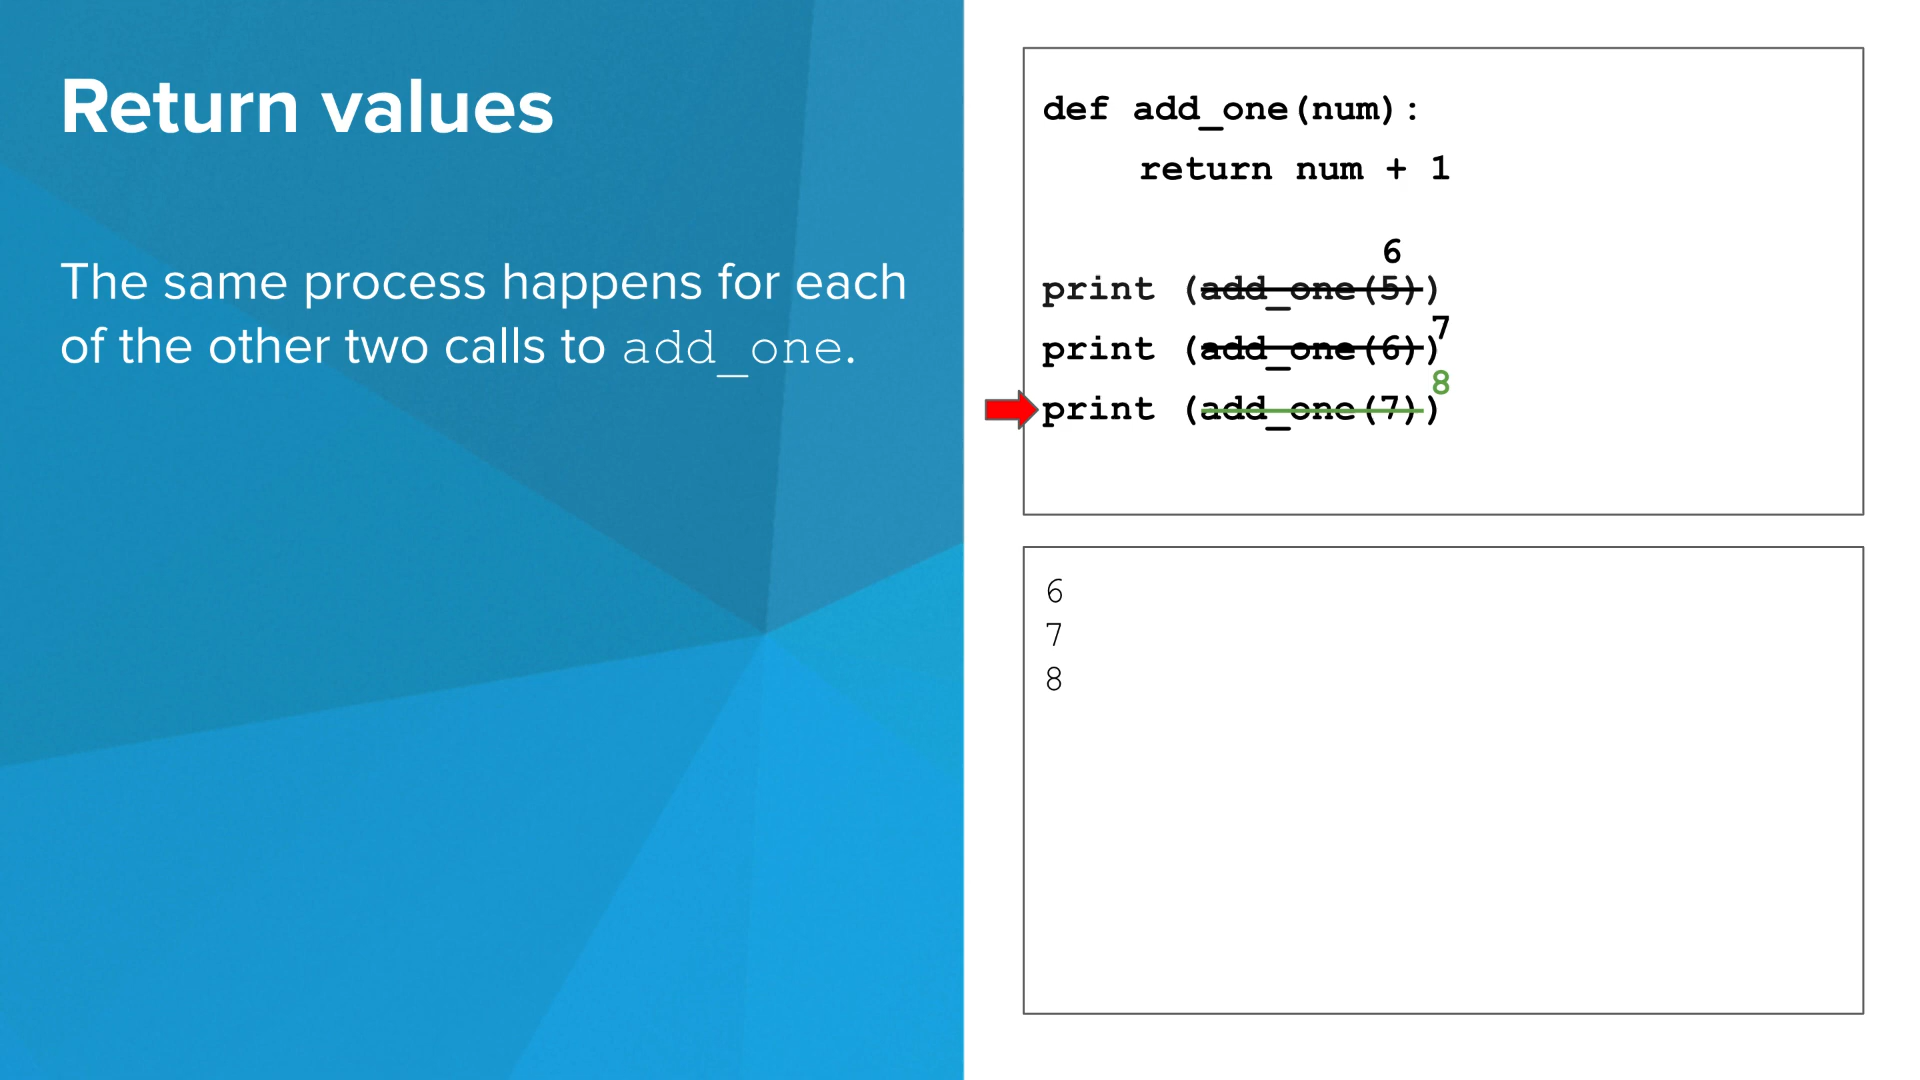 Return values
The same process happens for each
of the other two calls to add_one.
def add_one(num):
return num + 1
6
print (add_one(5))
7
print (add_one(6))
8
print (add_one(7))
6
7
8